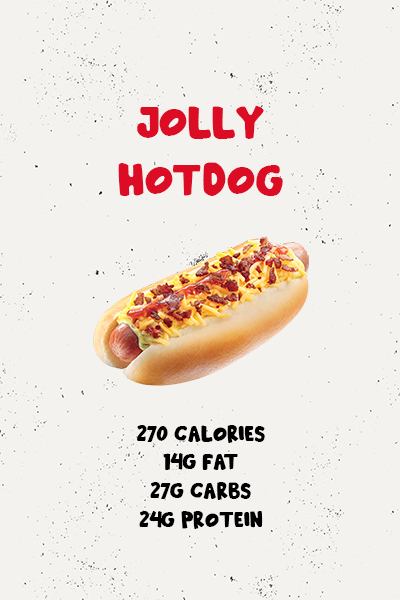 JOLLY
HOTDOG
270 CALORIES
14G FAT
27G CARBS
24G PROTEIN